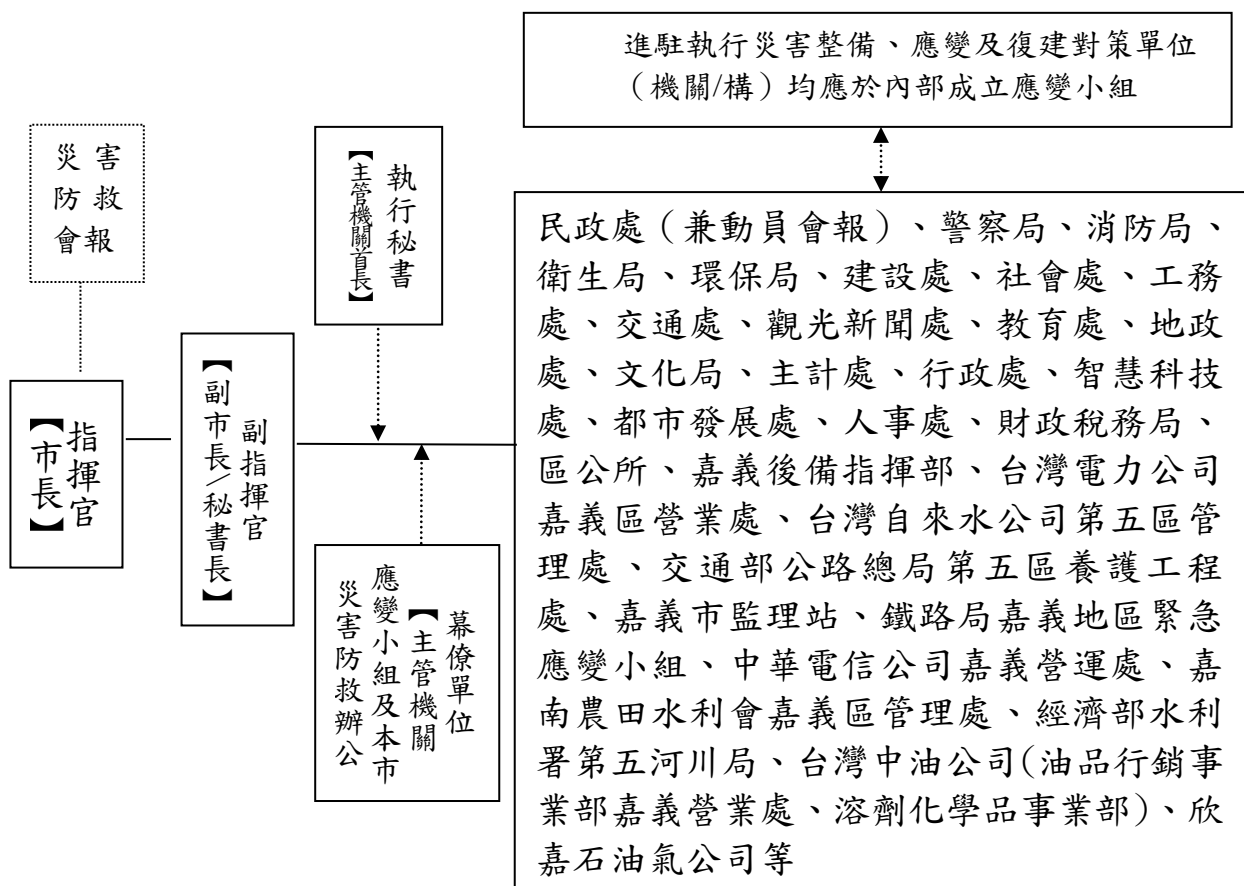 進駐執行災害整備、應變及復建對策單位
（機關/構）均應於內部成立應變小組
災害
防救
會報
執行秘書
【主管機關首長】
指揮官
【市長】
副指揮官
【副市長／秘書長】
幕僚單位
【主管機關
應變小組及本市
災害防救辦公
民政處（兼動員會報）、警察局、消防局、
衛生局、環保局、建設處、社會處、工務
處、交通處、觀光新聞處、教育處、地政
處、文化局、主計處、行政處、智慧科技
處、都市發展處、人事處、財政稅務局、
區公所、嘉義後備指揮部、台灣電力公司
嘉義區營業處、台灣自來水公司第五區管
理處、交通部公路總局第五區養護工程
處、嘉義市監理站、鐵路局嘉義地區緊急
應變小組、中華電信公司嘉義營運處、嘉
南農田水利會嘉義區管理處、經濟部水利
署第五河川局、台灣中油公司(油品行銷事
業部嘉義營業處、溶劑化學品事業部)、欣
嘉石油氣公司等